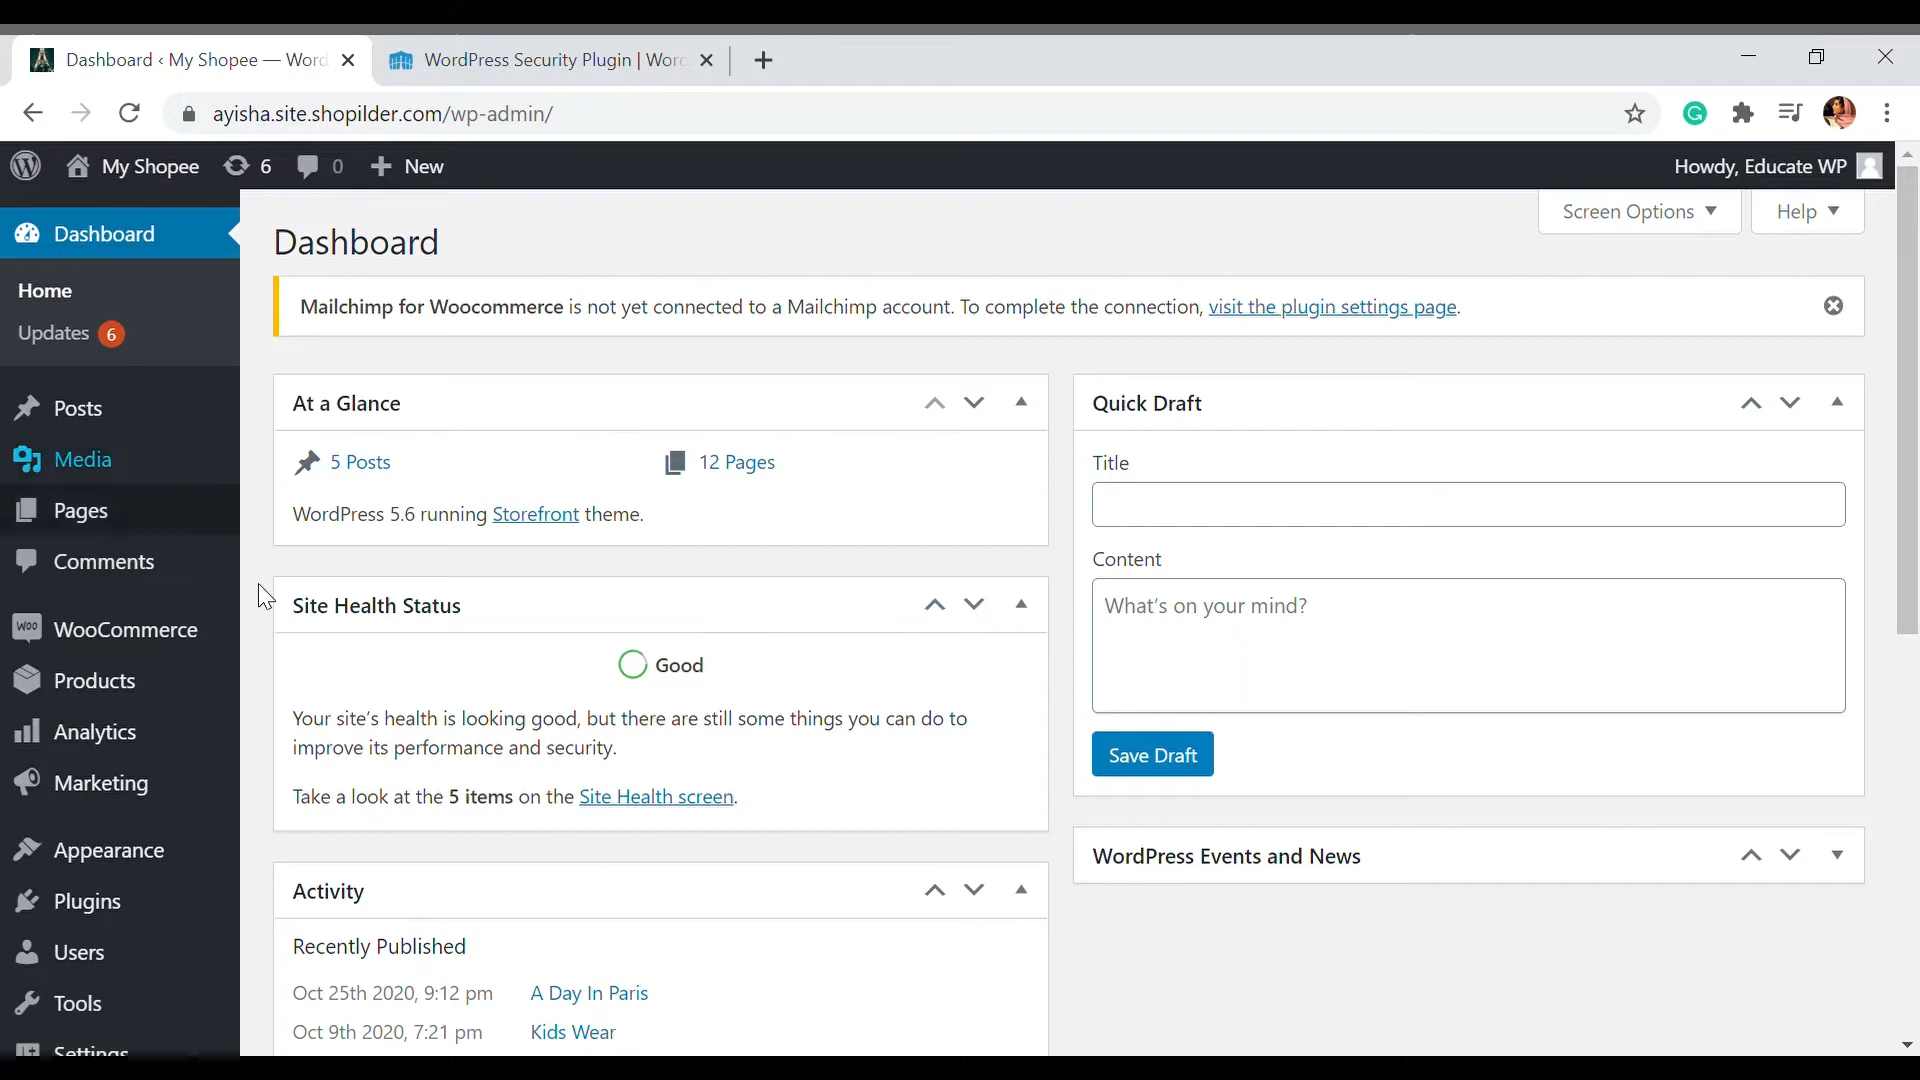 Dashboard ‹ My Shopee — Word
WordPress Security Plugin | Word
ayisha.site.shopilder.com/wp-admin/
My Shopee 6 0 New
Howdy, Educate WP
Dashboard
Home
Updates 6
Posts
Media
Pages
Comments
WooCommerce
Products
Analytics
Marketing
Appearance
Plugins
Users
Tools
Settings
Screen Options
Help
Dashboard
Mailchimp for Woocommerce is not yet connected to a Mailchimp account. To complete the connection, visit the plugin settings page.
At a Glance
5 Posts
12 Pages
WordPress 5.6 running Storefront theme.
Site Health Status
Good
Your site’s health is looking good, but there are still some things you can do to
improve its performance and security.
Take a look at the 5 items on the Site Health screen.
Activity
Recently Published
Oct 25th 2020, 9:12 pm A Day In Paris
Oct 9th 2020, 7:21 pm Kids Wear
Quick Draft
Title
Content
What’s on your mind?
Save Draft
WordPress Events and News